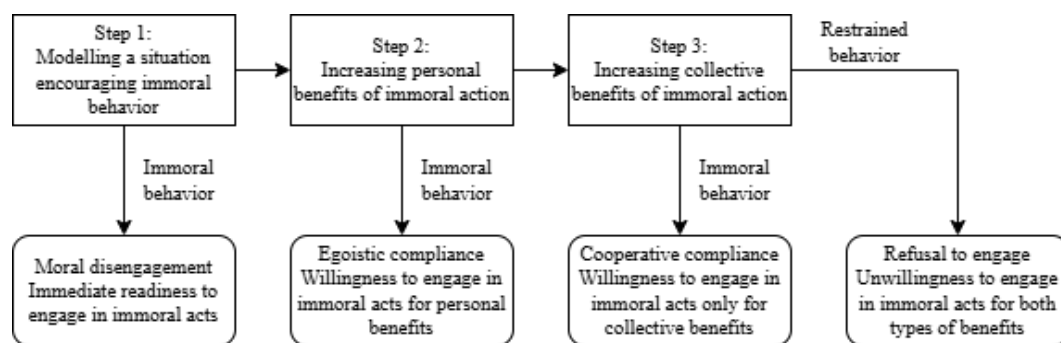 Step 1:
Modelling a situation
encouraging immoral
behavior
Step 2:
Increasing personal
benefits of immoral action
Step 3:
Increasing collective
benefits of immoral action
Restrained
behavior
Immoral
behavior
Immoral
behavior
Immoral
behavior
Moral disengagement
Immediate readiness to
engage in immoral acts
Egoistic compliance
Willingness to engage in
immoral acts for personal
benefits
Cooperative compliance
Willingness to engage in
immoral acts only for
collective benefits
Refusal to engage
Unwillingness to engage
in immoral acts for both
types of benefits